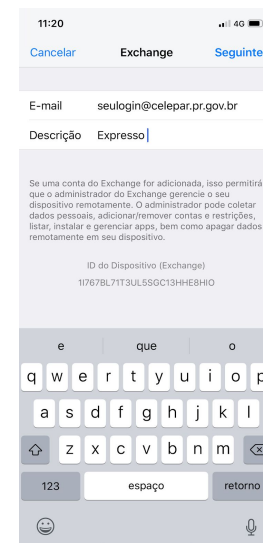 11:20 4G
Cancelar Exchange Seguinte
E-mail seulogin@celepar.pr.gov.br
Descrição Expresso
Se uma conta do Exchange for adicionada, isso permitirá
que o administrador do Exchange gerencie o seu
dispositivo remotamente. O administrador pode coletar
dados pessoais, adicionar/remover contas e restrições,
listar, instalar e gerenciar apps, bem como apagar dados
remotamente em seu dispositivo.
ID do Dispositivo (Exchange)
1I767BL71T3UL5SGC13HHE8HIO
e que o
q w e r t y u i o p
a s d f g h j k l
z x c v b n m
123 espaço retorno